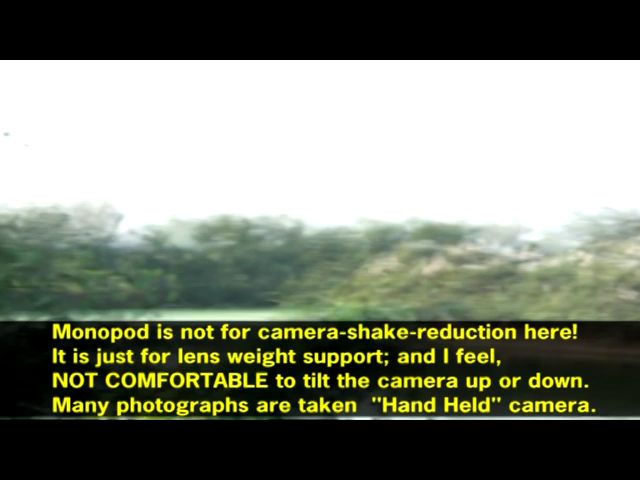 Monopod is not for camera-shake-reduction here!
It is just for lens weight support; and I feel,
NOT COMFORTABLE to tilt the camera up or down.
Many photographs are taken  "Hand Held" camera.